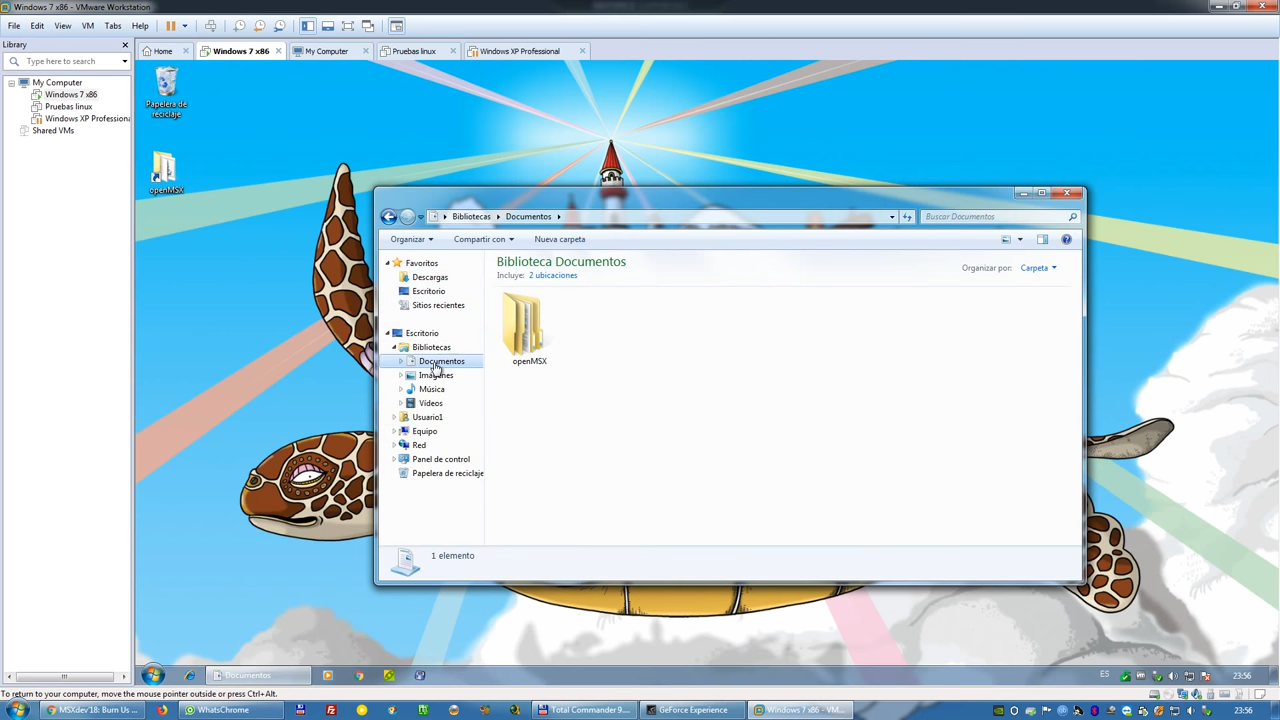 Windows 7 x86 - VMware Workstation
File Edit View VM Tabs Help
Library
Type here to search
My Computer
Windows 7 x86
Pruebas linux
Windows XP Profession
Shared VMs
Home Windows 7 x86 My Computer Pruebas linux Windows XP Professional
Papelera de
reciclaje
openMSX
Bibliotecas Documentos
Buscar Documentos
Organizar Compartir con Nueva carpeta
Favoritos
Descargas
Escritorio
Sitios recientes
Escritorio
Bibliotecas
Documentos
Imágenes
Música
Vídeos
Usuario1
Equipo
Red
Panel de control
Papelera de reciclaje
Biblioteca Documentos
Incluye: 2 ubicaciones
Organizar por: Carpeta
openMSX
1 elemento
Documentos
ES 23:56
To return to your computer, move the mouse pointer outside or press Ctrl+Alt.
MSXdev'18: Burn Us ... WhatsChrome Total Commander 9.... GeForce Experience Windows 7 x86 - VM... 23:56